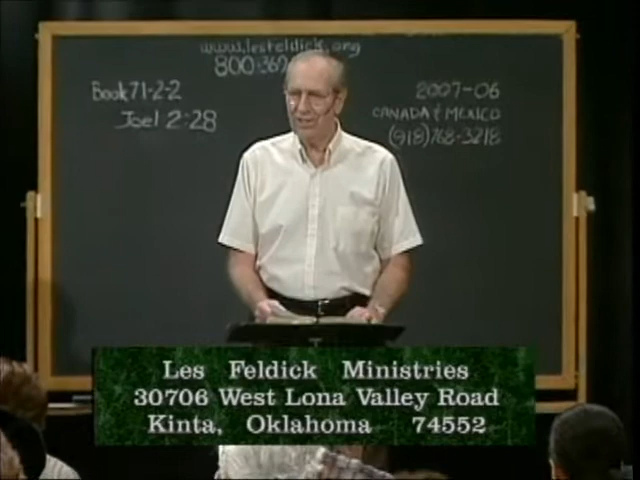 www.lesfeldick.org
800-369
Book 71-2-2
Joel 2:28
2007-06
CANADA & MEXICO
(918)768-3218
Les Feldick Ministries
30706 West Lona Valley Road
Kinta, Oklahoma 74552